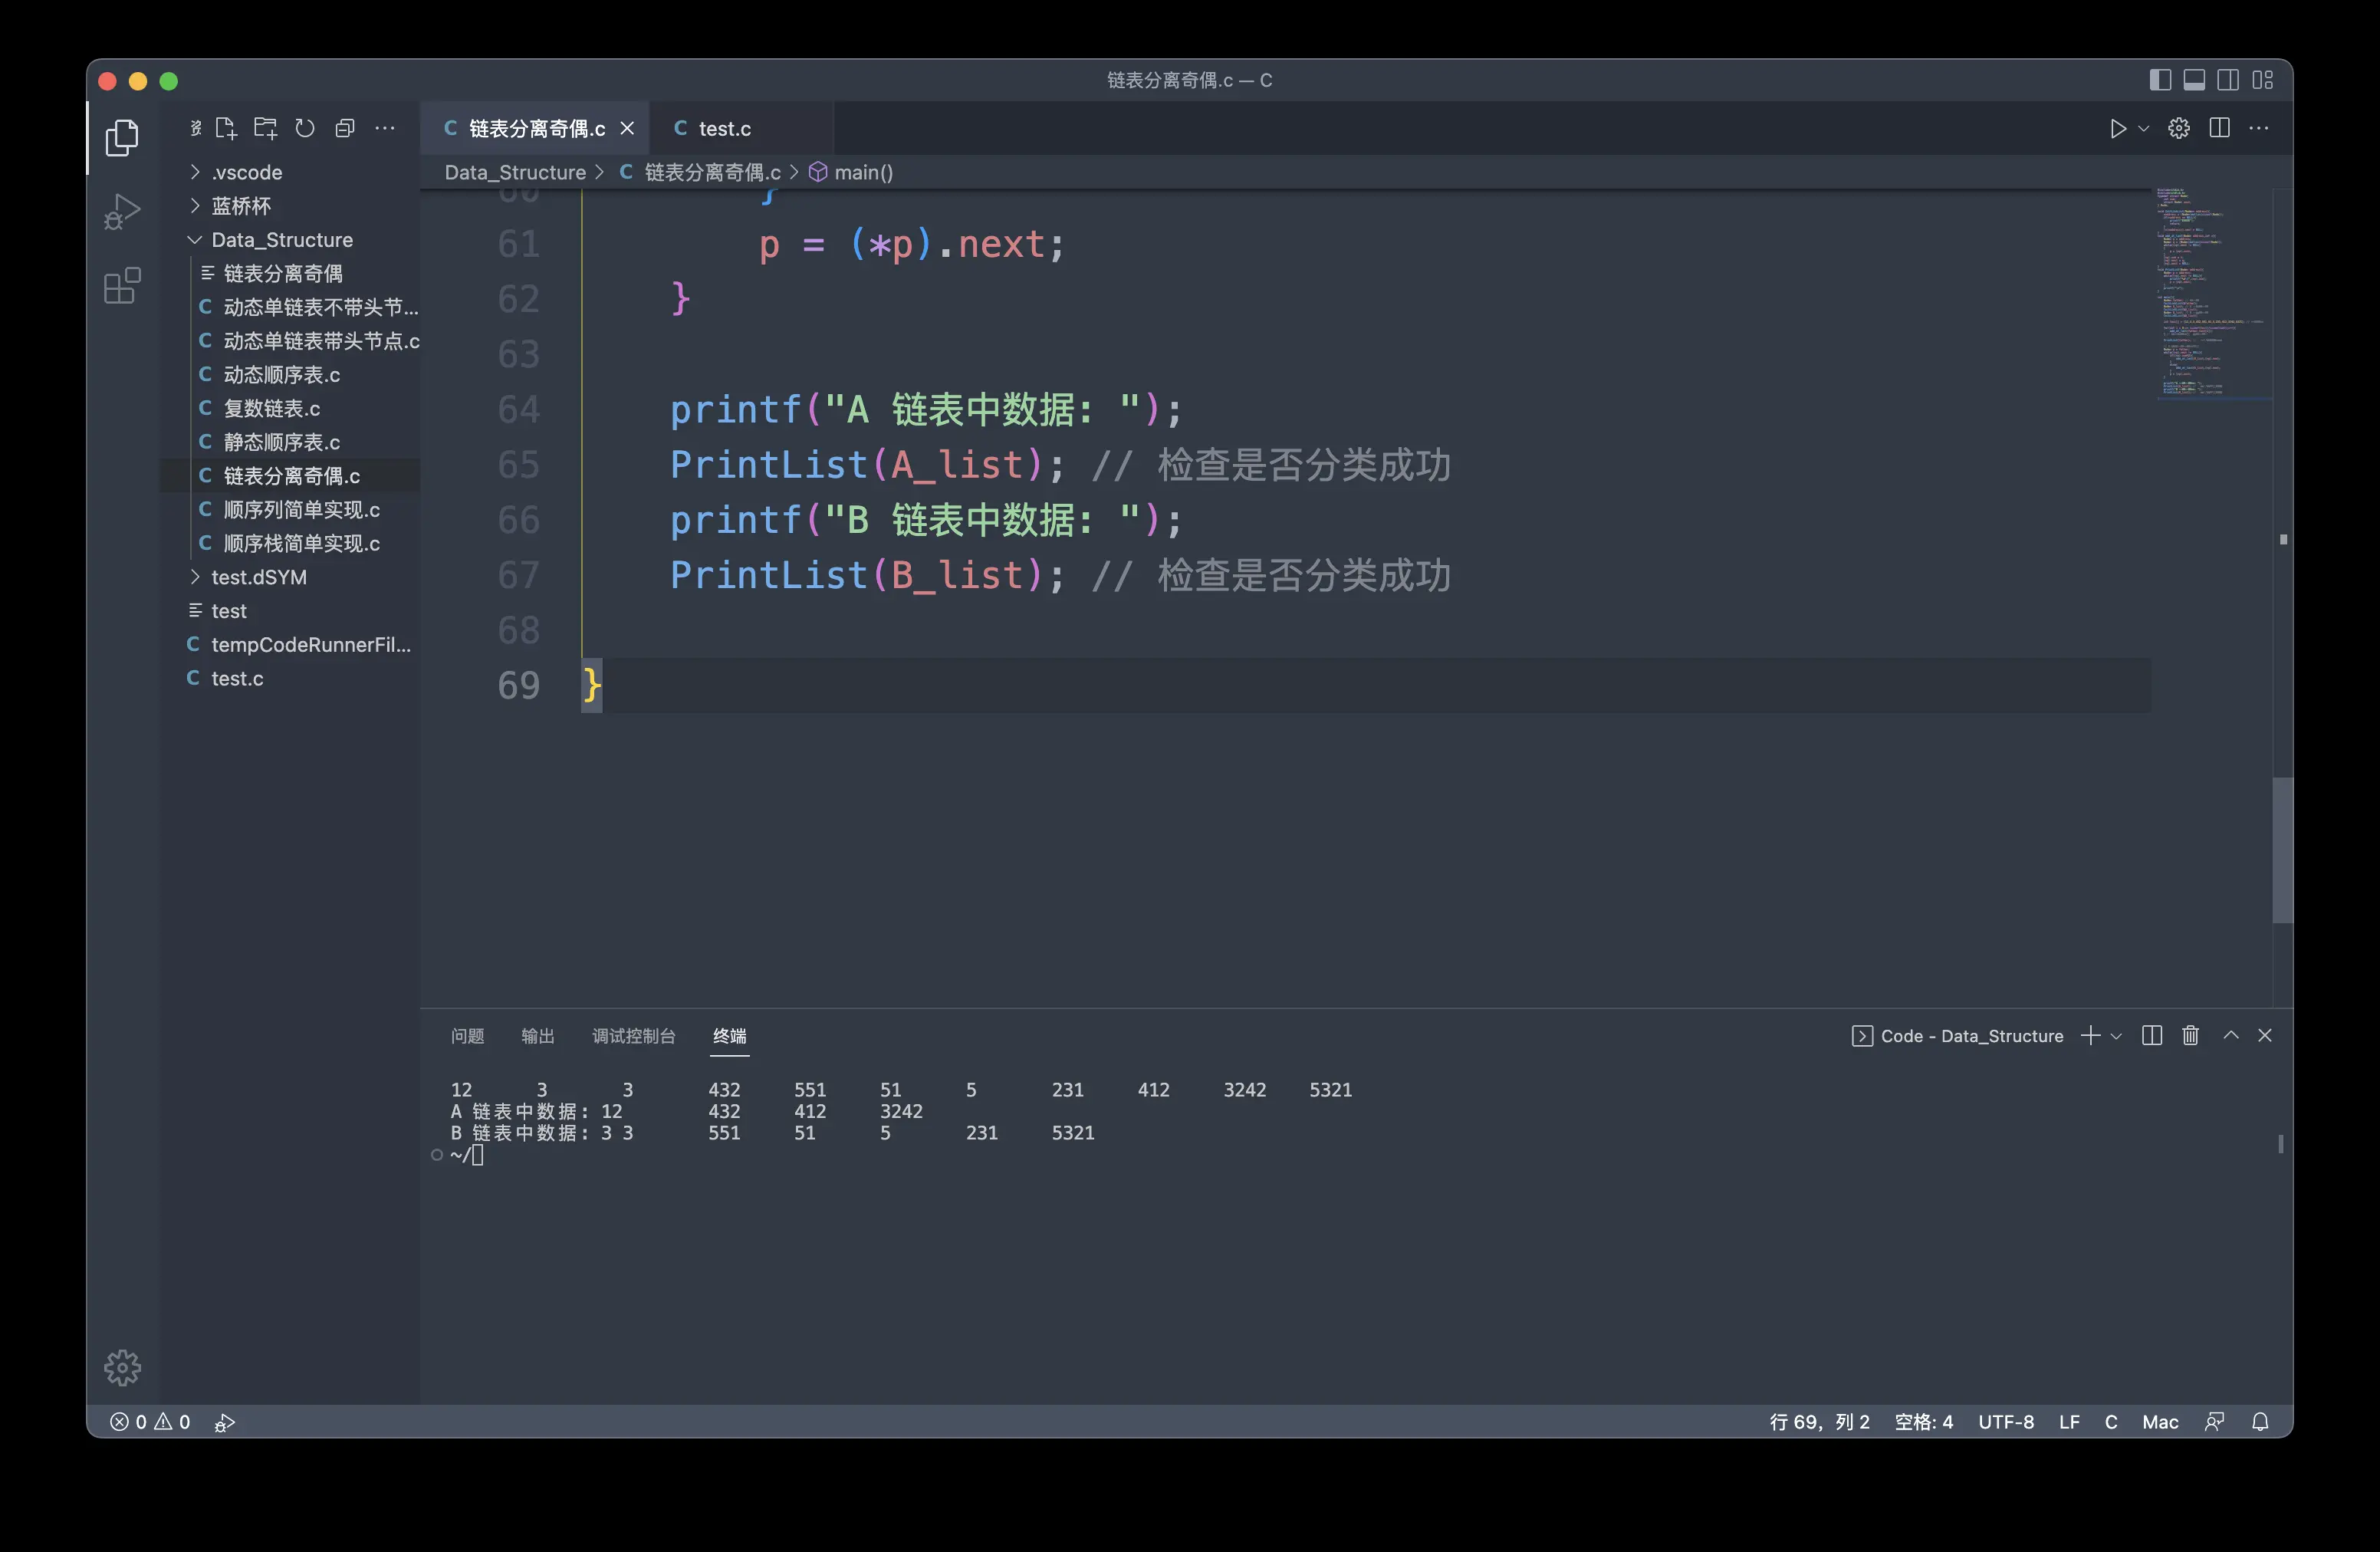 链表分离奇偶.c — C
链表分离奇偶.c
test.c
Data_Structure > 链表分离奇偶.c > main()
.vscode
蓝桥杯
Data_Structure
链表分离奇偶
动态单链表不带头节...
动态单链表带头节点.c
动态顺序表.c
复数链表.c
静态顺序表.c
链表分离奇偶.c
顺序列简单实现.c
顺序栈简单实现.c
test.dSYM
test
tempCodeRunnerFil...
test.c
60 }
61 p = (*p).next;
62 }
63
64 printf("A 链表中数据: ");
65 PrintList(A_list); // 检查是否分类成功
66 printf("B 链表中数据: ");
67 PrintList(B_list); // 检查是否分类成功
68
69 }
问题 输出 调试控制台 终端
Code - Data_Structure
12 3 3 432 551 51 5 231 412 3242 5321
A 链表中数据: 12 432 412 3242
B 链表中数据: 3 3 551 51 5 231 5321
~/
0 0
行 69, 列 2 空格: 4 UTF-8 LF C Mac